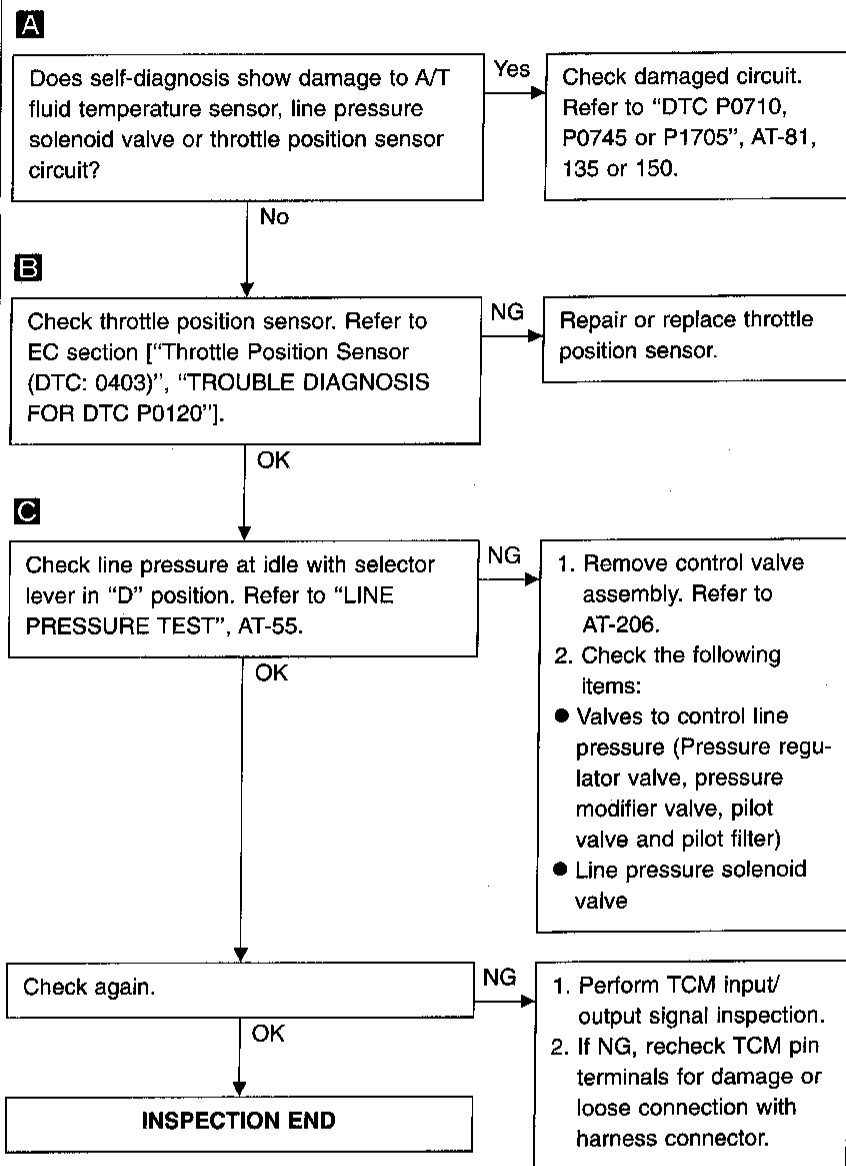 A
Does self-diagnosis show damage to A/T
fluid temperature sensor, line pressure
solenoid valve or throttle position sensor
circuit?
Yes
Check damaged circuit.
Refer to “DTC P0710,
P0745 or P1705”, AT-81,
135 or 150.
No
B
Check throttle position sensor. Refer to
EC section [“Throttle Position Sensor
(DTC: 0403)”, “TROUBLE DIAGNOSIS
FOR DTC P0120”].
NG
Repair or replace throttle
position sensor.
OK
C
Check line pressure at idle with selector
lever in “D” position. Refer to “LINE
PRESSURE TEST”, AT-55.
NG
1. Remove control valve
assembly. Refer to
AT-206.
2. Check the following
items:
● Valves to control line
pressure (Pressure regu-
lator valve, pressure
modifier valve, pilot
valve and pilot filter)
● Line pressure solenoid
valve
OK
Check again.
NG
1. Perform TCM input/
output signal inspection.
2. If NG, recheck TCM pin
terminals for damage or
loose connection with
harness connector.
OK
INSPECTION END